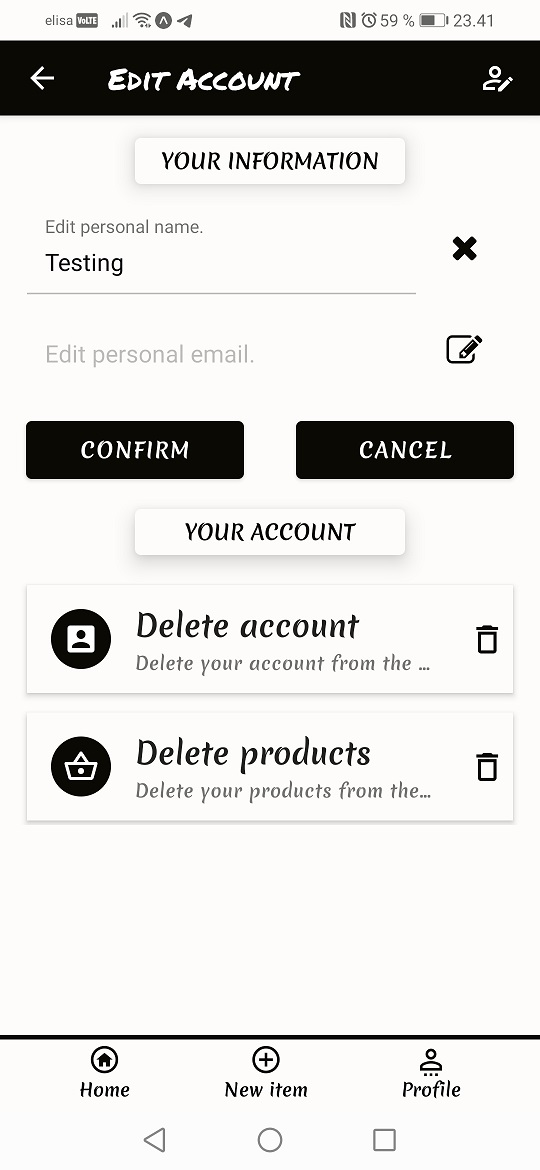 elisa VoLTE 59 % 23.41
Edit Account
YOUR INFORMATION
Edit personal name.
Testing
Edit personal email.
CONFIRM CANCEL
YOUR ACCOUNT
Delete account
Delete your account from the ...
Delete products
Delete your products from the...
Home New item Profile